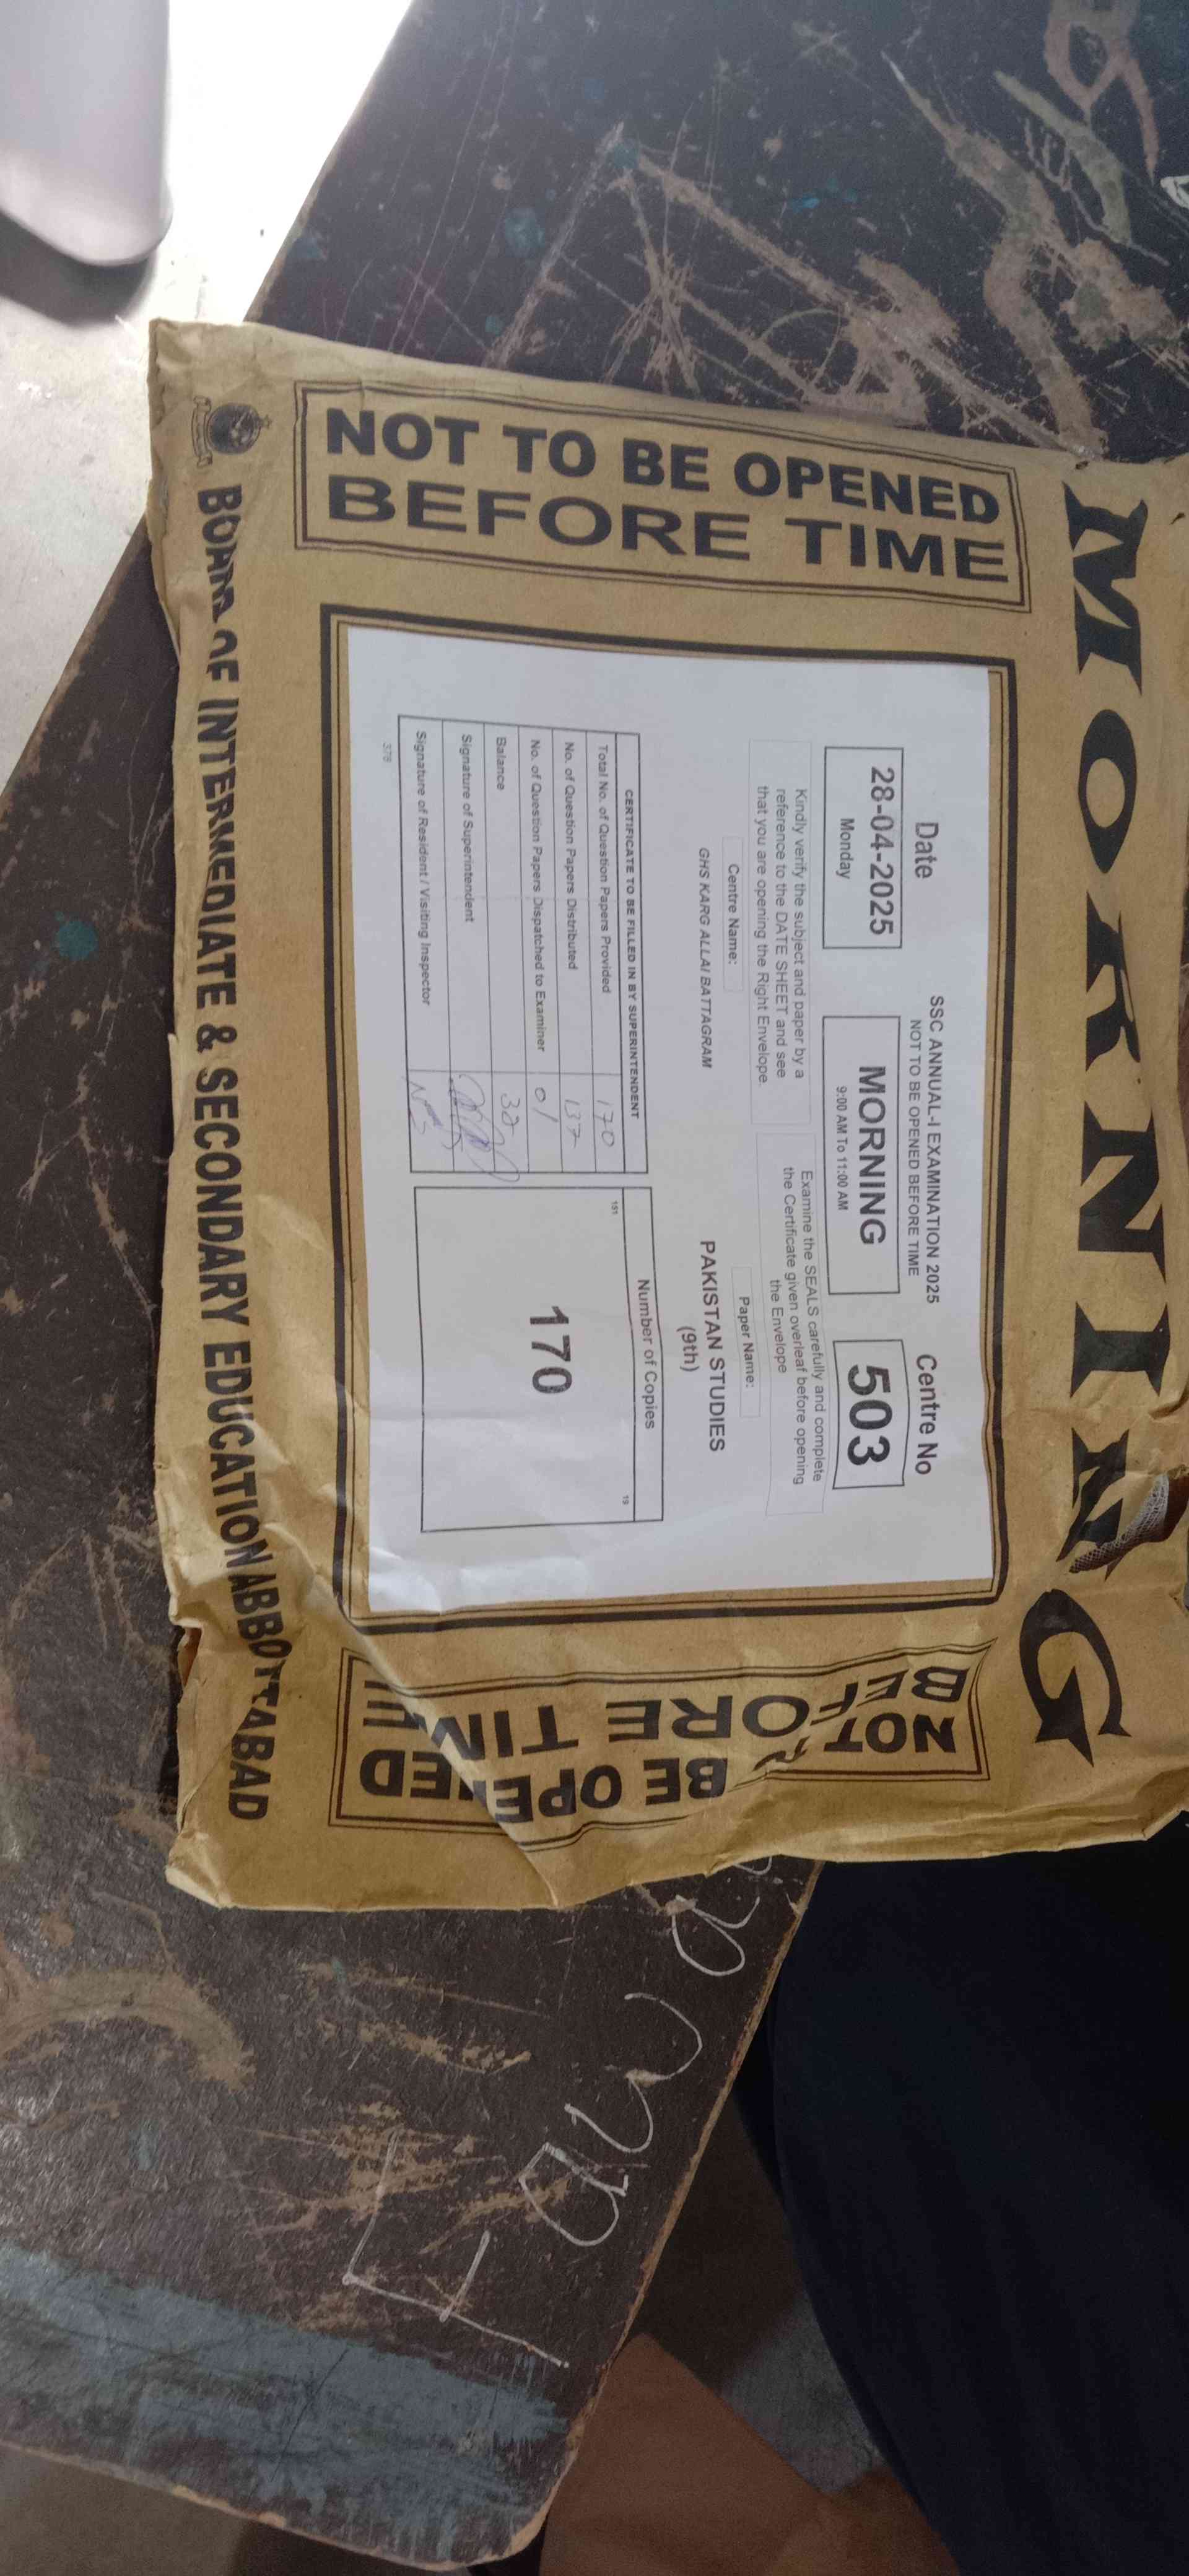 MORNING
NOT TO BE OPENED
BEFORE TIME
Date
28-04-2025
Monday
SSC ANNUAL-I EXAMINATION 2025
NOT TO BE OPENED BEFORE TIME
MORNING
9:00 AM To 11:00 AM
Centre No
503
Kindly verify the subject and paper by a
reference to the DATE SHEET and see
that you are opening the Right Envelope.
Examine the SEALS carefully and complete
the Certificate given overleaf before opening
the Envelope
Centre Name:
GHS KARG ALLAI BATTAGRAM
Paper Name:
PAKISTAN STUDIES
(9th)
CERTIFICATE TO BE FILLED IN BY SUPERINTENDENT
Total No. of Question Papers Provided 170
No. of Question Papers Distributed 137
No. of Question Papers Dispatched to Examiner 01
Balance 32
Signature of Superintendent
Signature of Resident / Visiting Inspector
378
Number of Copies
151
19
170
NOT TO BE OPENED
BEFORE TIME
BOARD OF INTERMEDIATE & SECONDARY EDUCATION ABBOTTABAD